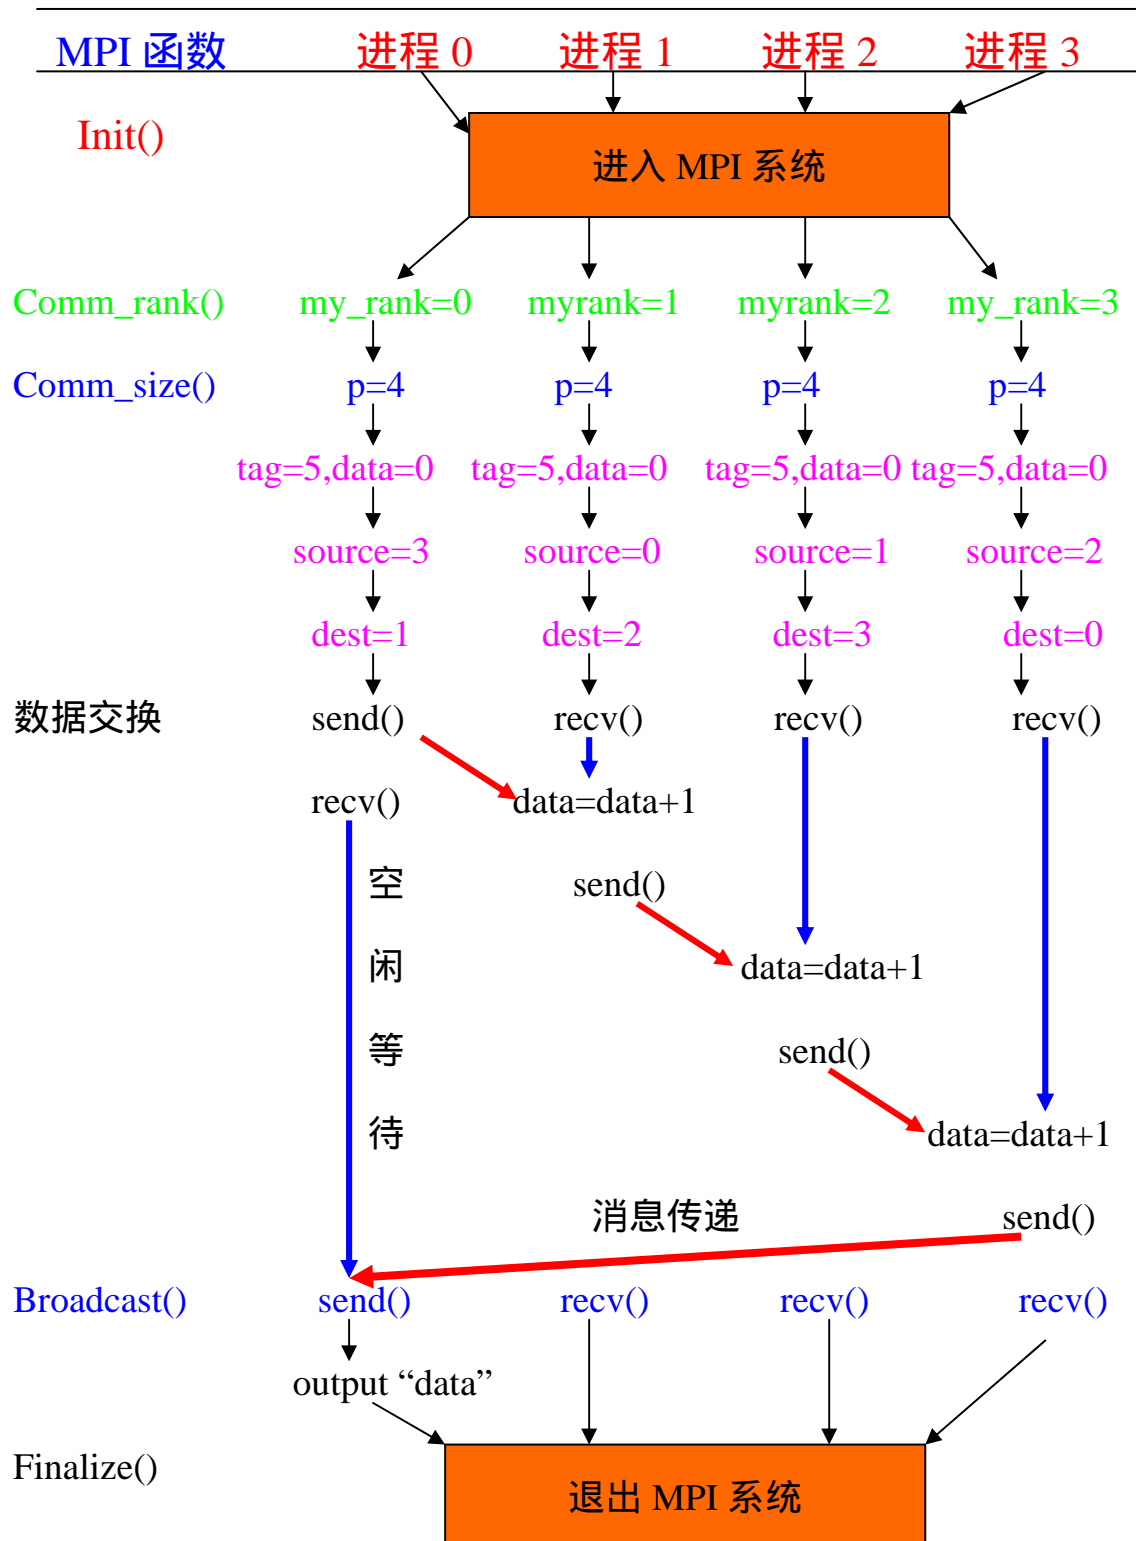 MPI 函数 进程 0 进程 1 进程 2 进程 3
Init()
进入 MPI 系统
Comm_rank() my_rank=0 myrank=1 myrank=2 my_rank=3
Comm_size() p=4 p=4 p=4 p=4
tag=5,data=0 tag=5,data=0 tag=5,data=0 tag=5,data=0
source=3 source=0 source=1 source=2
dest=1 dest=2 dest=3 dest=0
数据交换 send() recv() recv() recv()
recv() data=data+1
空
send()
闲
data=data+1
等
send()
待
data=data+1
消息传递 send()
Broadcast() send() recv() recv() recv()
output “data”
Finalize()
退出 MPI 系统